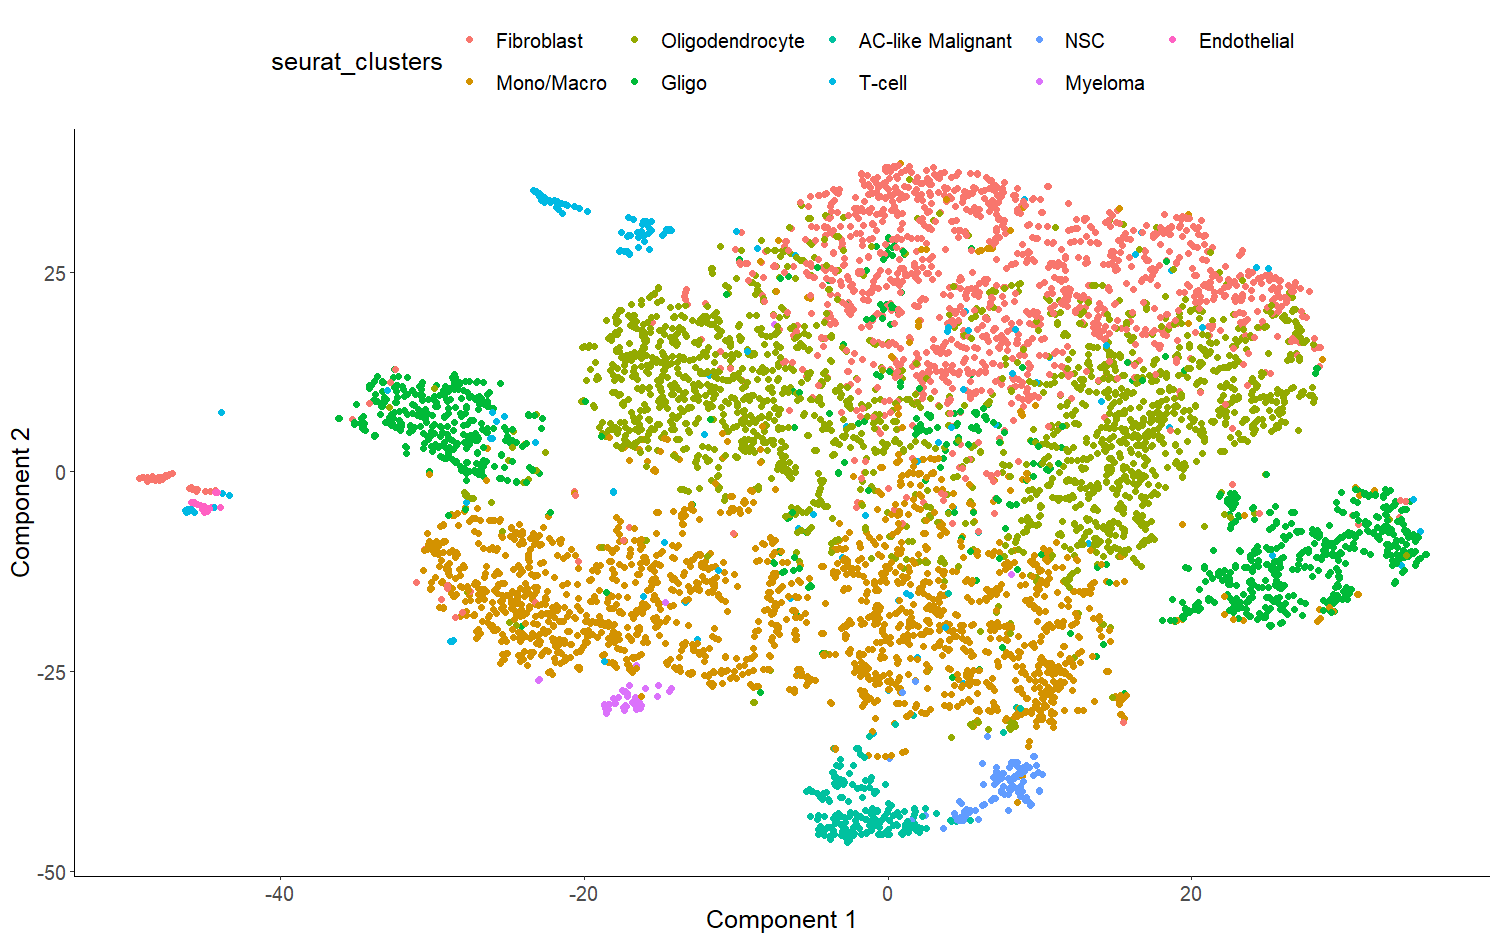 seurat_clusters
Fibroblast Oligodendrocyte AC-like Malignant NSC Endothelial
Mono/Macro Gligo T-cell Myeloma
Component 2
25
0
-25
-50
-40 -20 0 20
Component 1